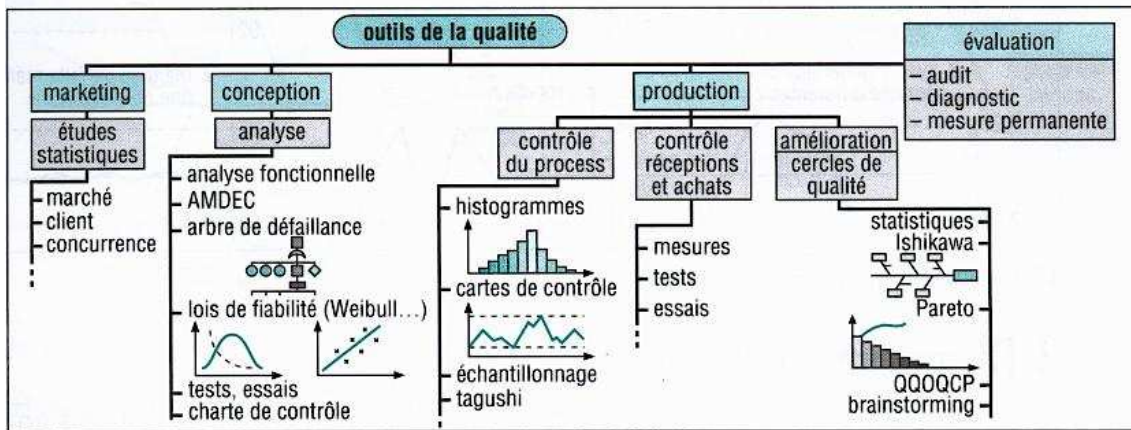 outils de la qualité
évaluation
– audit
– diagnostic
– mesure permanente
marketing
études
statistiques
marché
client
concurrence
conception
analyse
analyse fonctionnelle
AMDEC
arbre de défaillance
lois de fiabilité (Weibull...)
tests, essais
charte de contrôle
production
contrôle
du process
histogrammes
cartes de contrôle
échantillonnage
tagushi
contrôle
réceptions
et achats
mesures
tests
essais
amélioration
cercles de
qualité
statistiques
Ishikawa
Pareto
QQOQCP
brainstorming